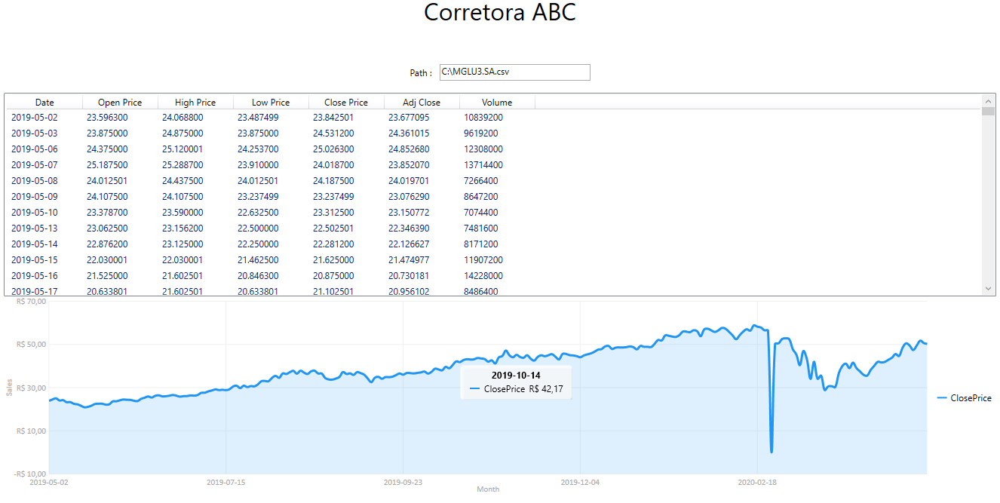 Corretora ABC
Path : C:\MGLU3.SA.csv
Date Open Price High Price Low Price Close Price Adj Close Volume
2019-05-02 23.596300 24.068800 23.487499 23.842501 23.677095 10839200
2019-05-03 23.875000 24.875000 23.875000 24.531200 24.361015 9619200
2019-05-06 24.375000 25.120001 24.253700 25.026300 24.852680 12308000
2019-05-07 25.187500 25.288700 23.910000 24.018700 23.852070 13714400
2019-05-08 24.012501 24.437500 24.012501 24.187500 24.019701 7266400
2019-05-09 24.107500 24.107500 23.237499 23.237499 23.076290 8647200
2019-05-10 23.378700 23.590000 22.632500 23.312500 23.150772 7074400
2019-05-13 23.062500 23.156200 22.500000 22.502501 22.346390 7481600
2019-05-14 22.876200 23.125000 22.250000 22.281200 22.126627 8171200
2019-05-15 22.030001 22.030001 21.462500 21.625000 21.474977 11907200
2019-05-16 21.525000 21.602501 20.846300 20.875000 20.730181 14228000
2019-05-17 20.633801 21.602501 20.633801 21.102501 20.956102 8486400
R$ 70,00
R$ 50,00
R$ 30,00
R$ 10,00
-R$ 10,00
Sales
2019-10-14
ClosePrice R$ 42,17
ClosePrice
2019-05-02 2019-07-15 2019-09-23 2019-12-04 2020-02-18
Month